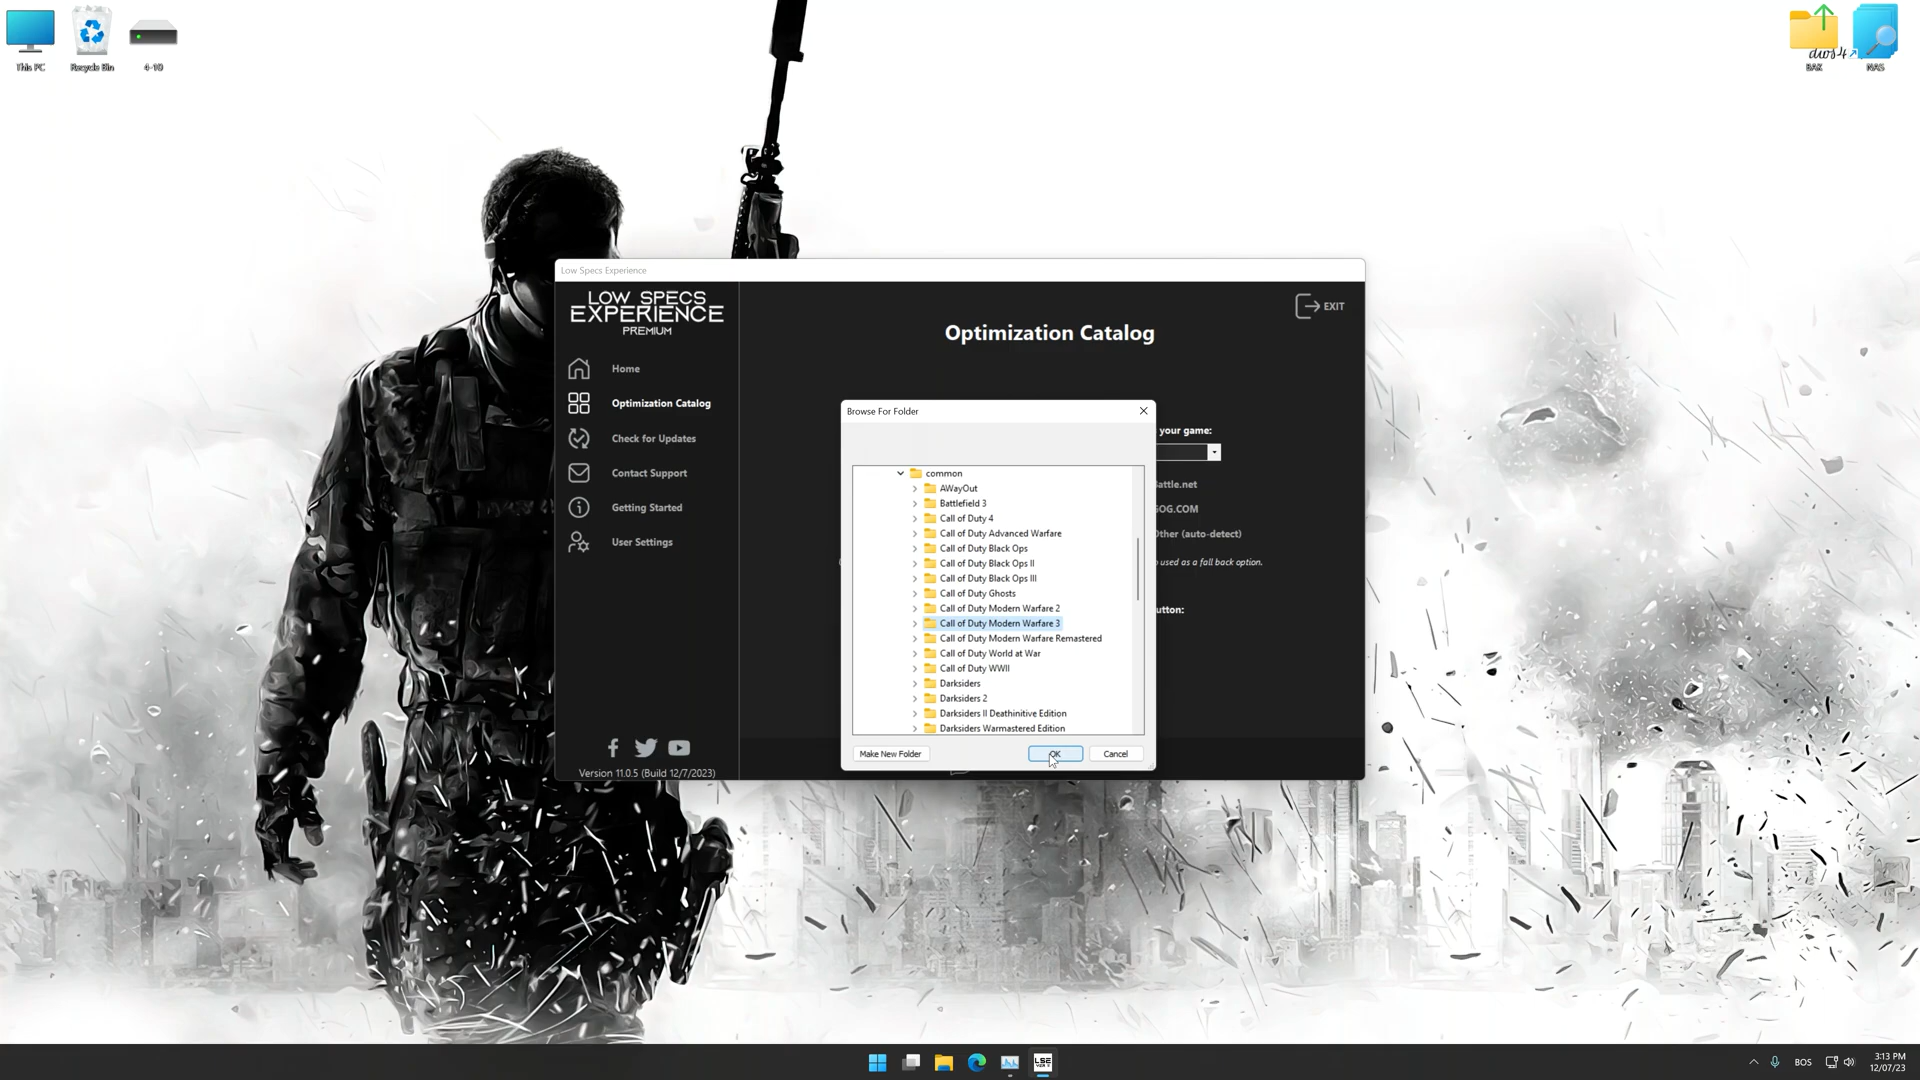 This PC
Recycle Bin
4-10
dws4
BAK
NAS
Low Specs Experience
LOW SPECS
EXPERIENCE
PREMIUM
Home
Optimization Catalog
Check for Updates
Contact Support
Getting Started
User Settings
Version 11.0.5 (Build 12/7/2023)
EXIT
Optimization Catalog
your game:
Battle.net
GOG.COM
Other (auto-detect)
used as a fall back option.
utton:
Browse For Folder
common
AWayOut
Battlefield 3
Call of Duty 4
Call of Duty Advanced Warfare
Call of Duty Black Ops
Call of Duty Black Ops II
Call of Duty Black Ops III
Call of Duty Ghosts
Call of Duty Modern Warfare 2
Call of Duty Modern Warfare 3
Call of Duty Modern Warfare Remastered
Call of Duty World at War
Call of Duty WWII
Darksiders
Darksiders 2
Darksiders II Deathinitive Edition
Darksiders Warmastered Edition
Make New Folder
OK
Cancel
LSE
BOS
3:13 PM
12/07/23